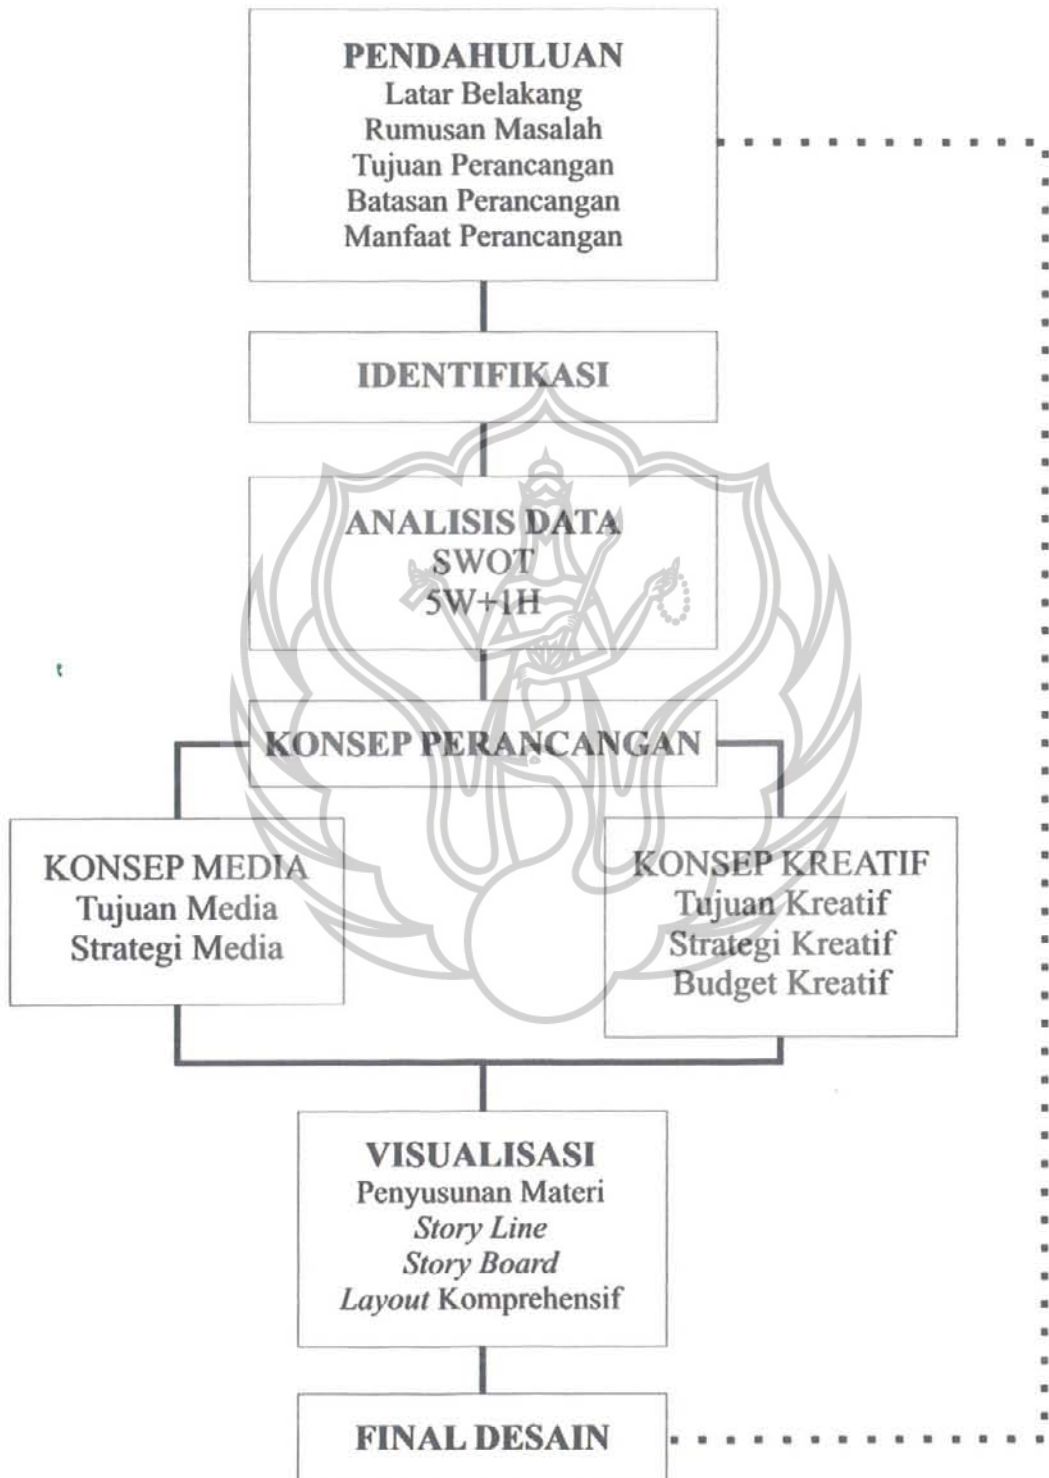 PENDAHULUAN
Latar Belakang
Rumusan Masalah
Tujuan Perancangan
Batasan Perancangan
Manfaat Perancangan
IDENTIFIKASI
ANALISIS DATA
SWOT
5W+1H
KONSEP PERANCANGAN
KONSEP MEDIA
Tujuan Media
Strategi Media
KONSEP KREATIF
Tujuan Kreatif
Strategi Kreatif
Budget Kreatif
VISUALISASI
Penyusunan Materi
Story Line
Story Board
Layout Komprehensif
FINAL DESAIN